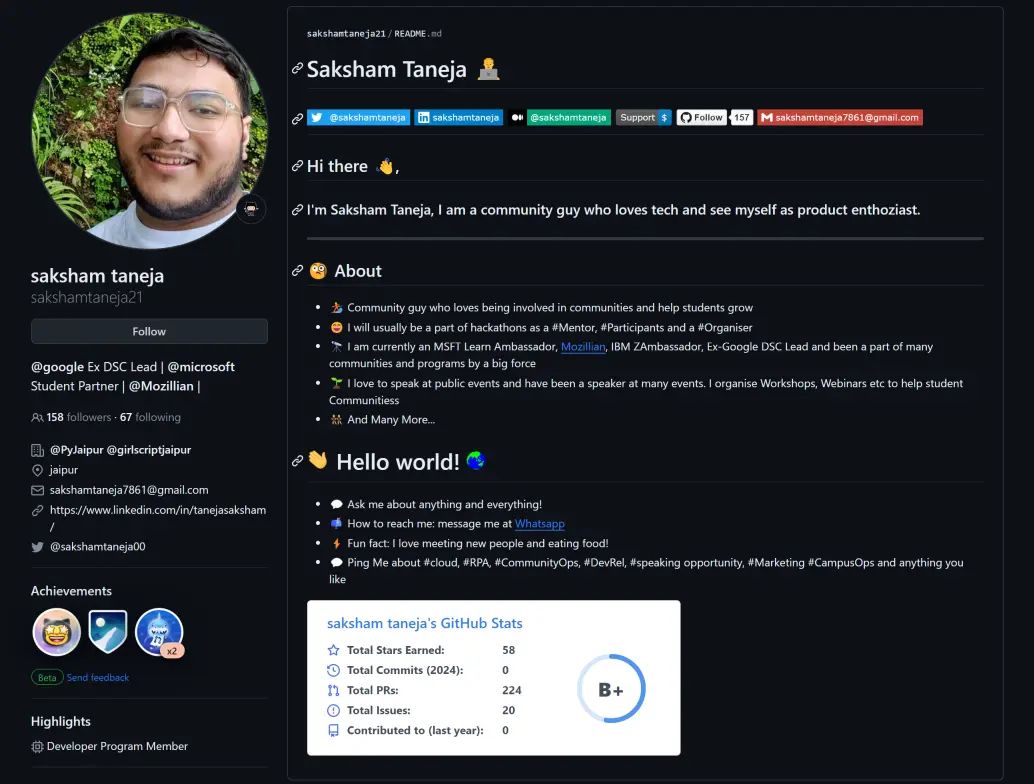 saksham taneja
sakshamtaneja21
Follow
@google Ex DSC Lead | @microsoft
Student Partner | @Mozillian |
158 followers · 67 following
@PyJaipur @girlscriptjaipur
jaipur
sakshamtaneja7861@gmail.com
https://www.linkedin.com/in/tanejasaksham
/
@sakshamtaneja00
Achievements
x2
Beta Send feedback
Highlights
Developer Program Member
sakshamtaneja21 / README.md
Saksham Taneja
@sakshamtaneja sakshamtaneja @sakshamtaneja Support $ Follow 157 sakshamtaneja7861@gmail.com
Hi there 👋,
I'm Saksham Taneja, I am a community guy who loves tech and see myself as product enthoziast.
About
Community guy who loves being involved in communities and help students grow
I will usually be a part of hackathons as a #Mentor, #Participants and a #Organiser
I am currently an MSFT Learn Ambassador, Mozillian, IBM ZAmbassador, Ex-Google DSC Lead and been a part of many
communities and programs by a big force
I love to speak at public events and have been a speaker at many events. I organise Workshops, Webinars etc to help student
Communitiess
And Many More...
Hello world!
Ask me about anything and everything!
How to reach me: message me at Whatsapp
Fun fact: I love meeting new people and eating food!
Ping Me about #cloud, #RPA, #CommunityOps, #DevRel, #speaking opportunity, #Marketing #CampusOps and anything you
like
saksham taneja's GitHub Stats
Total Stars Earned: 58
Total Commits (2024): 0
Total PRs: 224
Total Issues: 20
Contributed to (last year): 0
B+